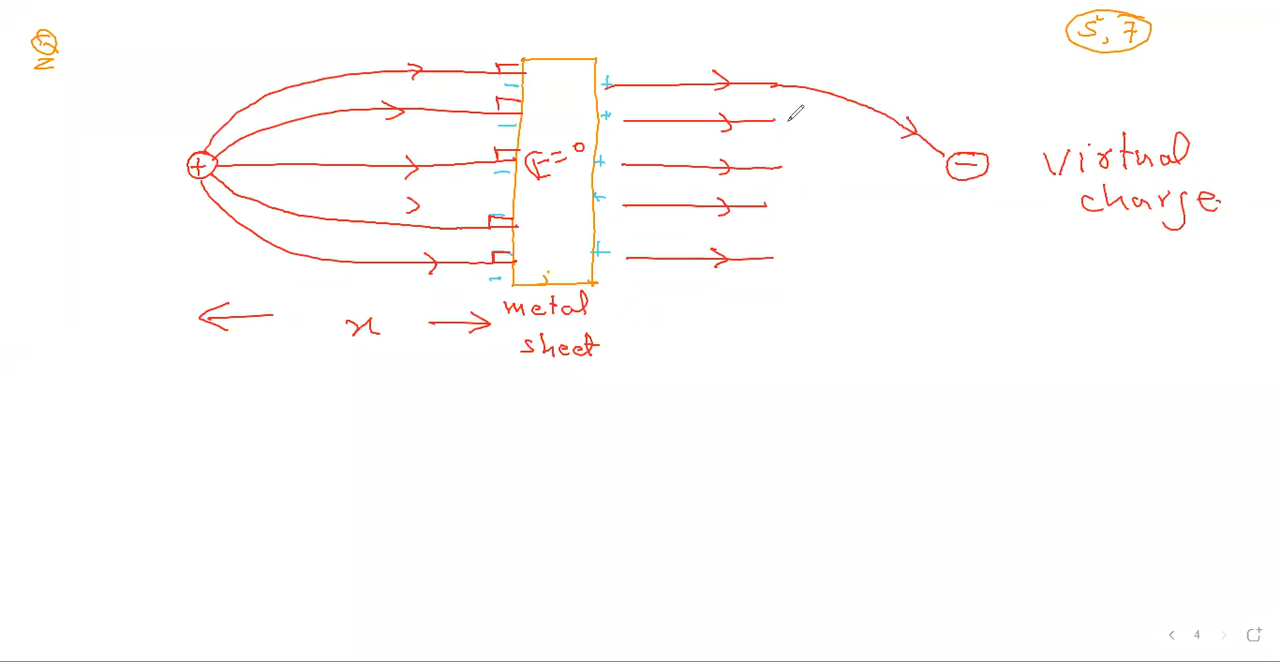 5, 7
+
E=0
−
virtual
charge
x
metal
sheet
4